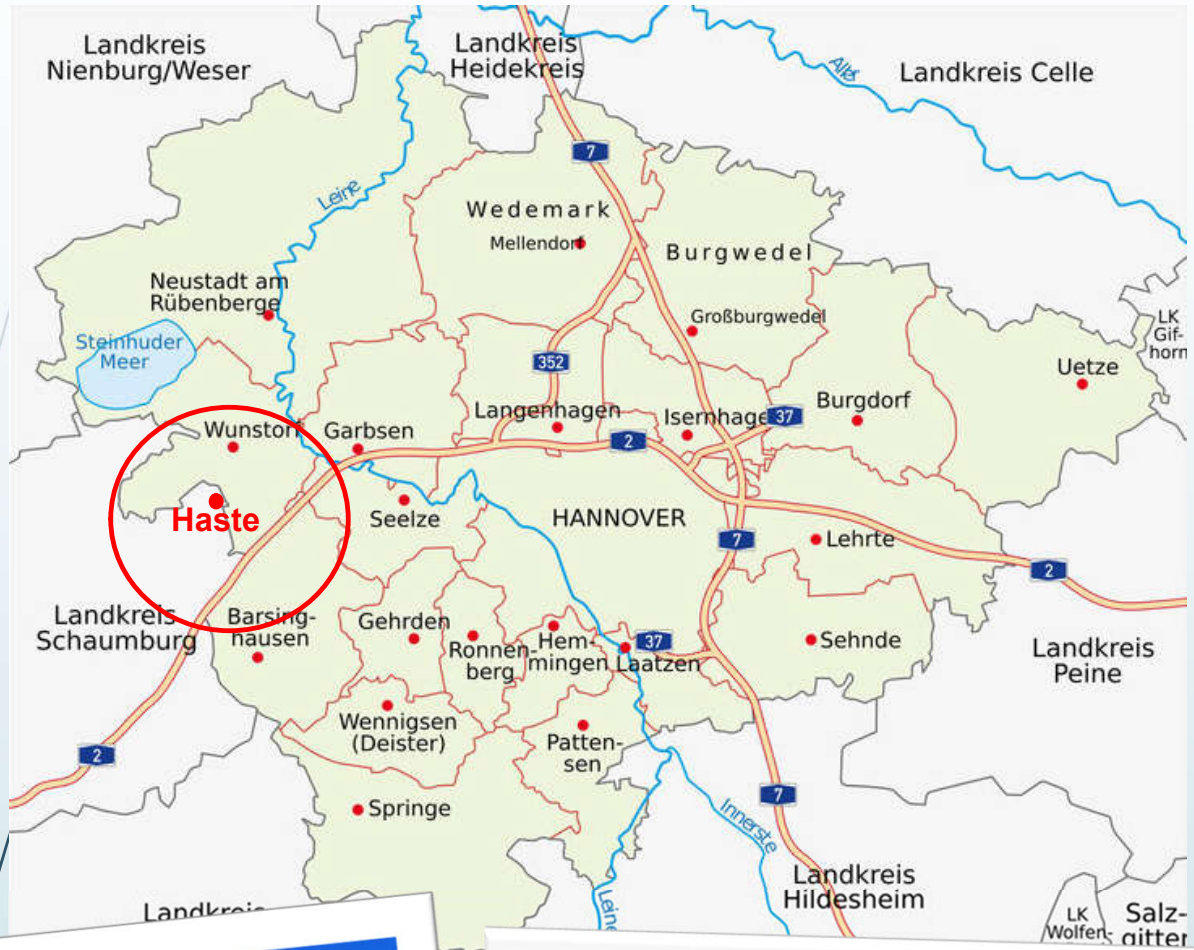 Landkreis
Nienburg/Weser
Landkreis
Heidekreis
Landkreis Celle
Aller
7
Leine
Wedemark
Mellendorf
Burgwedel
Neustadt am
Rübenberge
Großburgwedel
LK
Gif-
horn
Steinhuder
Meer
352
Uetze
Langenhagen
Isernhage
37
Burgdorf
Wunstorf
Garbsen
2
Haste
Seelze
HANNOVER
7
Lehrte
2
Landkreis
Schaumburg
Barsing-
hausen
Gehrden
Ronnen-
berg
Hem-
mingen
37
Laatzen
Sehnde
Landkreis
Peine
Wennigsen
(Deister)
Patten-
sen
2
7
Springe
Innerste
Leine
Landkreis
Hildesheim
Landkreis
LK
Wolfen-
Salz-
gitter